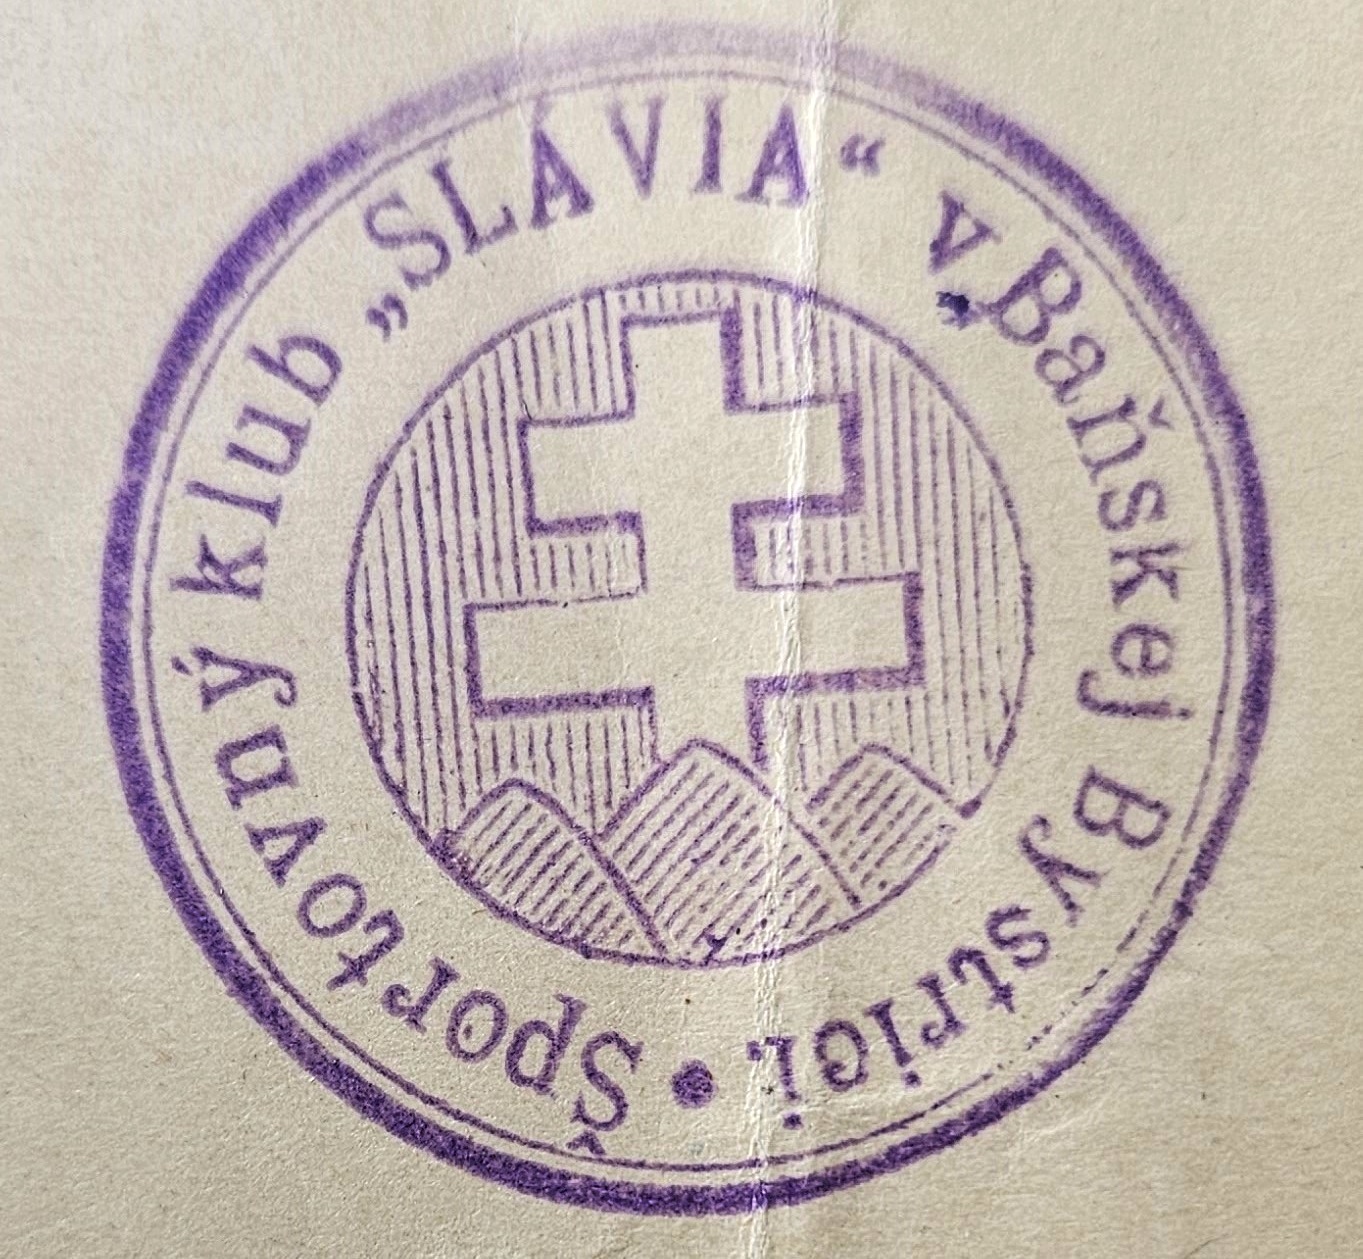 Športovný klub „SLÁVIA“ v Baňskej Bystrici.